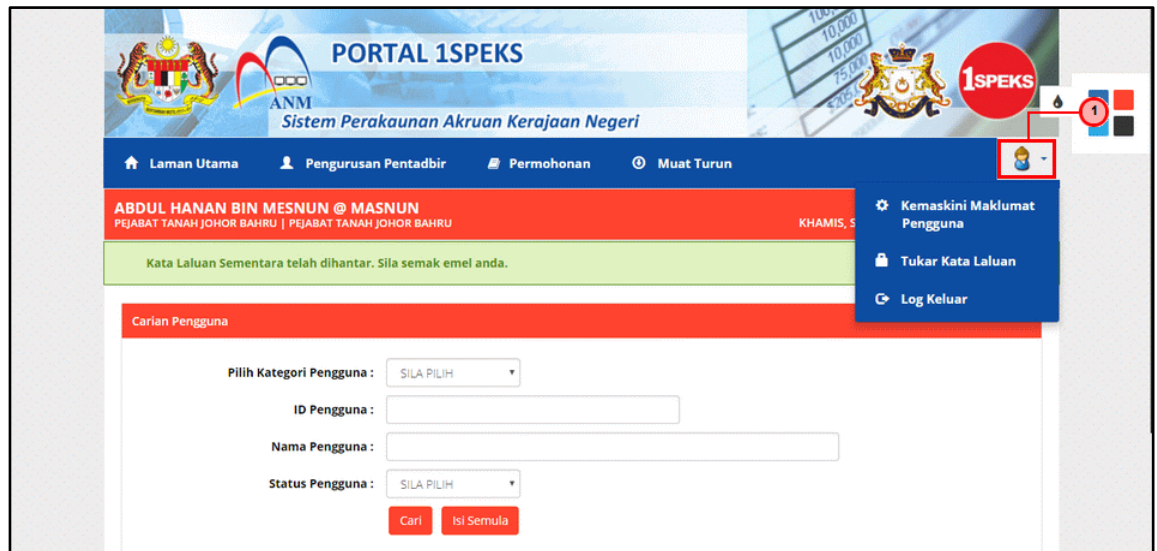 PORTAL 1SPEKS
ANM
Sistem Perakaunan Akruan Kerajaan Negeri
1SPEKS
1
Laman Utama
Pengurusan Pentadbir
Permohonan
Muat Turun
ABDUL HANAN BIN MESNUN @ MASNUN
PEJABAT TANAH JOHOR BAHRU | PEJABAT TANAH JOHOR BAHRU
KHAMIS, S
Kemaskini Maklumat
Pengguna
Tukar Kata Laluan
Log Keluar
Kata Laluan Sementara telah dihantar. Sila semak emel anda.
Carian Pengguna
Pilih Kategori Pengguna :
SILA PILIH
ID Pengguna :
Nama Pengguna :
Status Pengguna :
SILA PILIH
Cari
Isi Semula